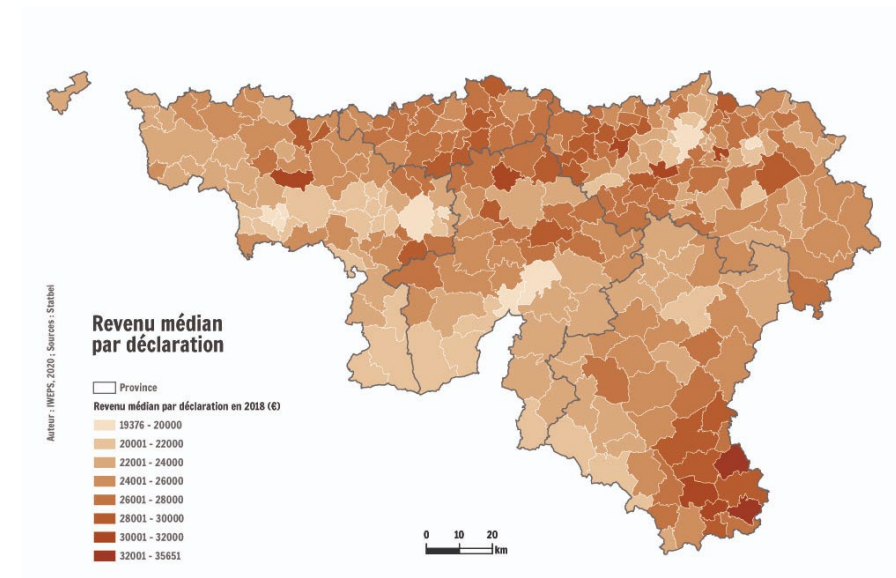 Auteur : IWEPS, 2020 ; Sources : Statbel
Revenu médian
par déclaration
Province
Revenu médian par déclaration en 2018 (€)
19376 - 20000
20001 - 22000
22001 - 24000
24001 - 26000
26001 - 28000
28001 - 30000
30001 - 32000
32001 - 35651
0 10 20
km